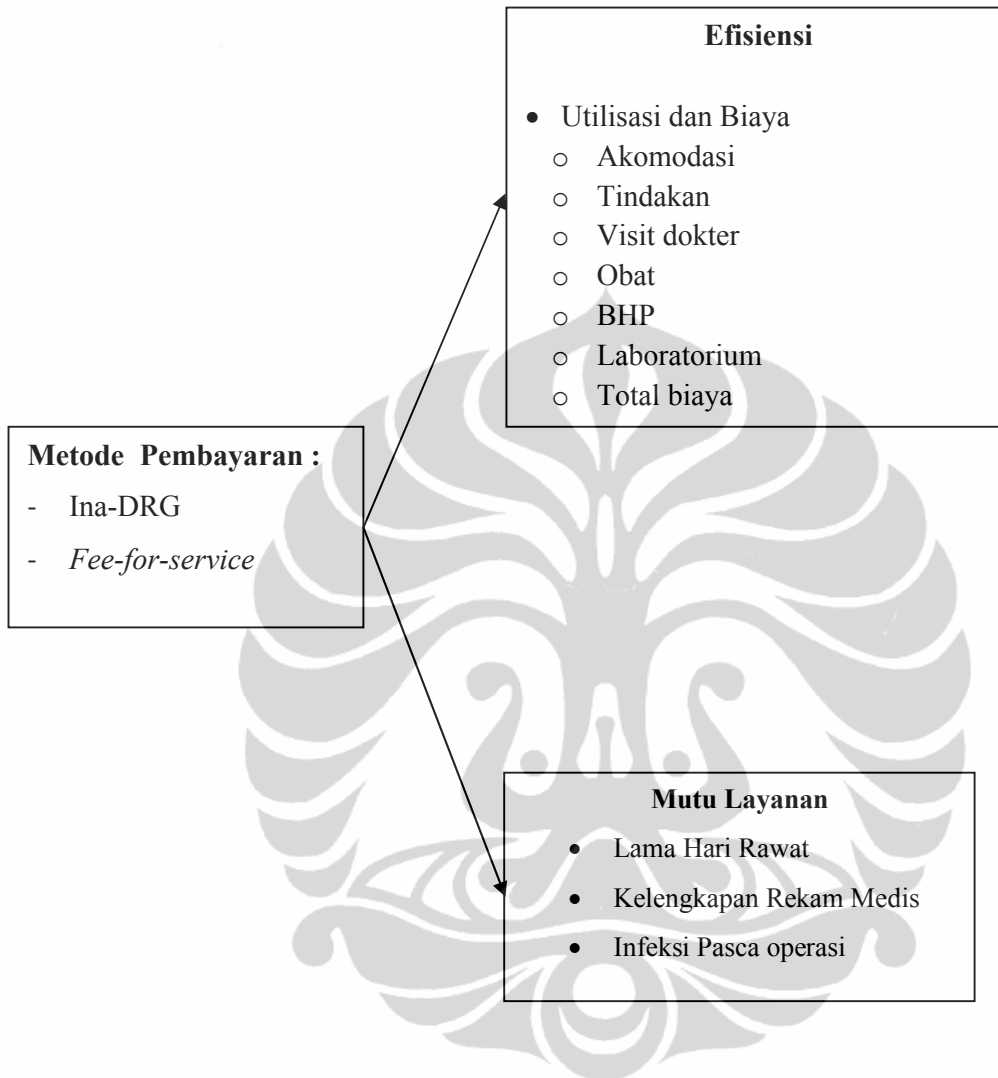 Efisiensi
• Utilisasi dan Biaya
o Akomodasi
o Tindakan
o Visit dokter
o Obat
o BHP
o Laboratorium
o Total biaya
Metode Pembayaran :
- Ina-DRG
- Fee-for-service
Mutu Layanan
• Lama Hari Rawat
• Kelengkapan Rekam Medis
• Infeksi Pasca operasi